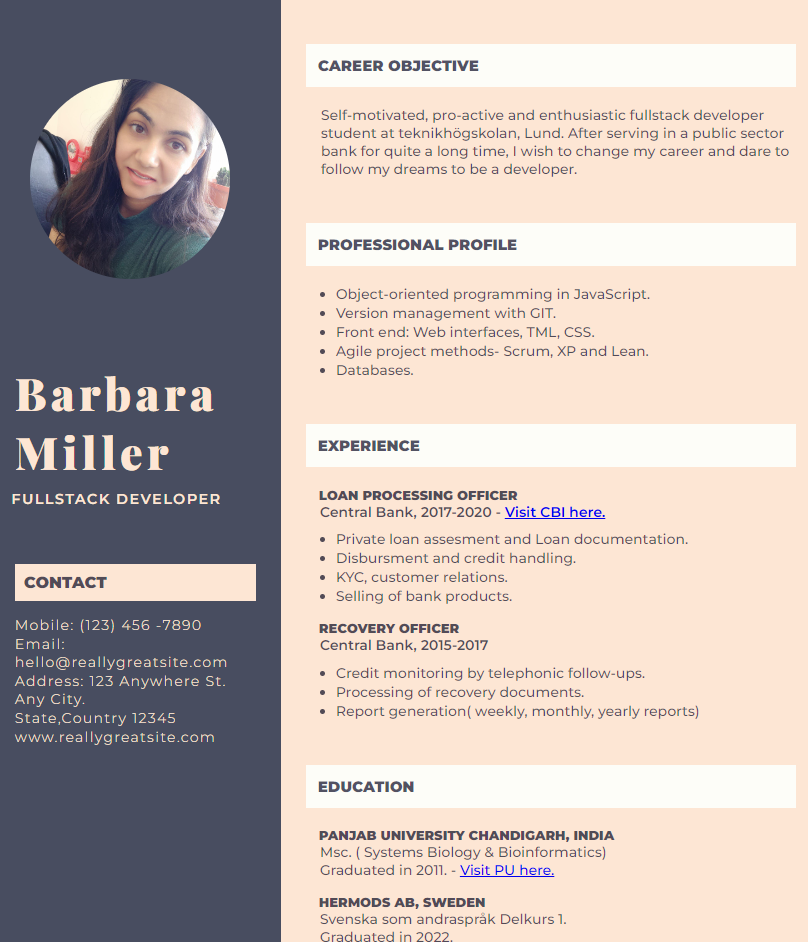 Barbara
Miller
FULLSTACK DEVELOPER
CONTACT
Mobile: (123) 456 -7890
Email:
hello@reallygreatsite.com
Address: 123 Anywhere St.
Any City.
State,Country 12345
www.reallygreatsite.com
CAREER OBJECTIVE
Self-motivated, pro-active and enthusiastic fullstack developer
student at teknikhögskolan, Lund. After serving in a public sector
bank for quite a long time, I wish to change my career and dare to
follow my dreams to be a developer.
PROFESSIONAL PROFILE
• Object-oriented programming in JavaScript.
• Version management with GIT.
• Front end: Web interfaces, TML, CSS.
• Agile project methods- Scrum, XP and Lean.
• Databases.
EXPERIENCE
LOAN PROCESSING OFFICER
Central Bank, 2017-2020 - Visit CBI here.
• Private loan assesment and Loan documentation.
• Disbursment and credit handling.
• KYC, customer relations.
• Selling of bank products.
RECOVERY OFFICER
Central Bank, 2015-2017
• Credit monitoring by telephonic follow-ups.
• Processing of recovery documents.
• Report generation( weekly, monthly, yearly reports)
EDUCATION
PANJAB UNIVERSITY CHANDIGARH, INDIA
Msc. ( Systems Biology & Bioinformatics)
Graduated in 2011. - Visit PU here.
HERMODS AB, SWEDEN
Svenska som andraspråk Delkurs 1.
Graduated in 2022.